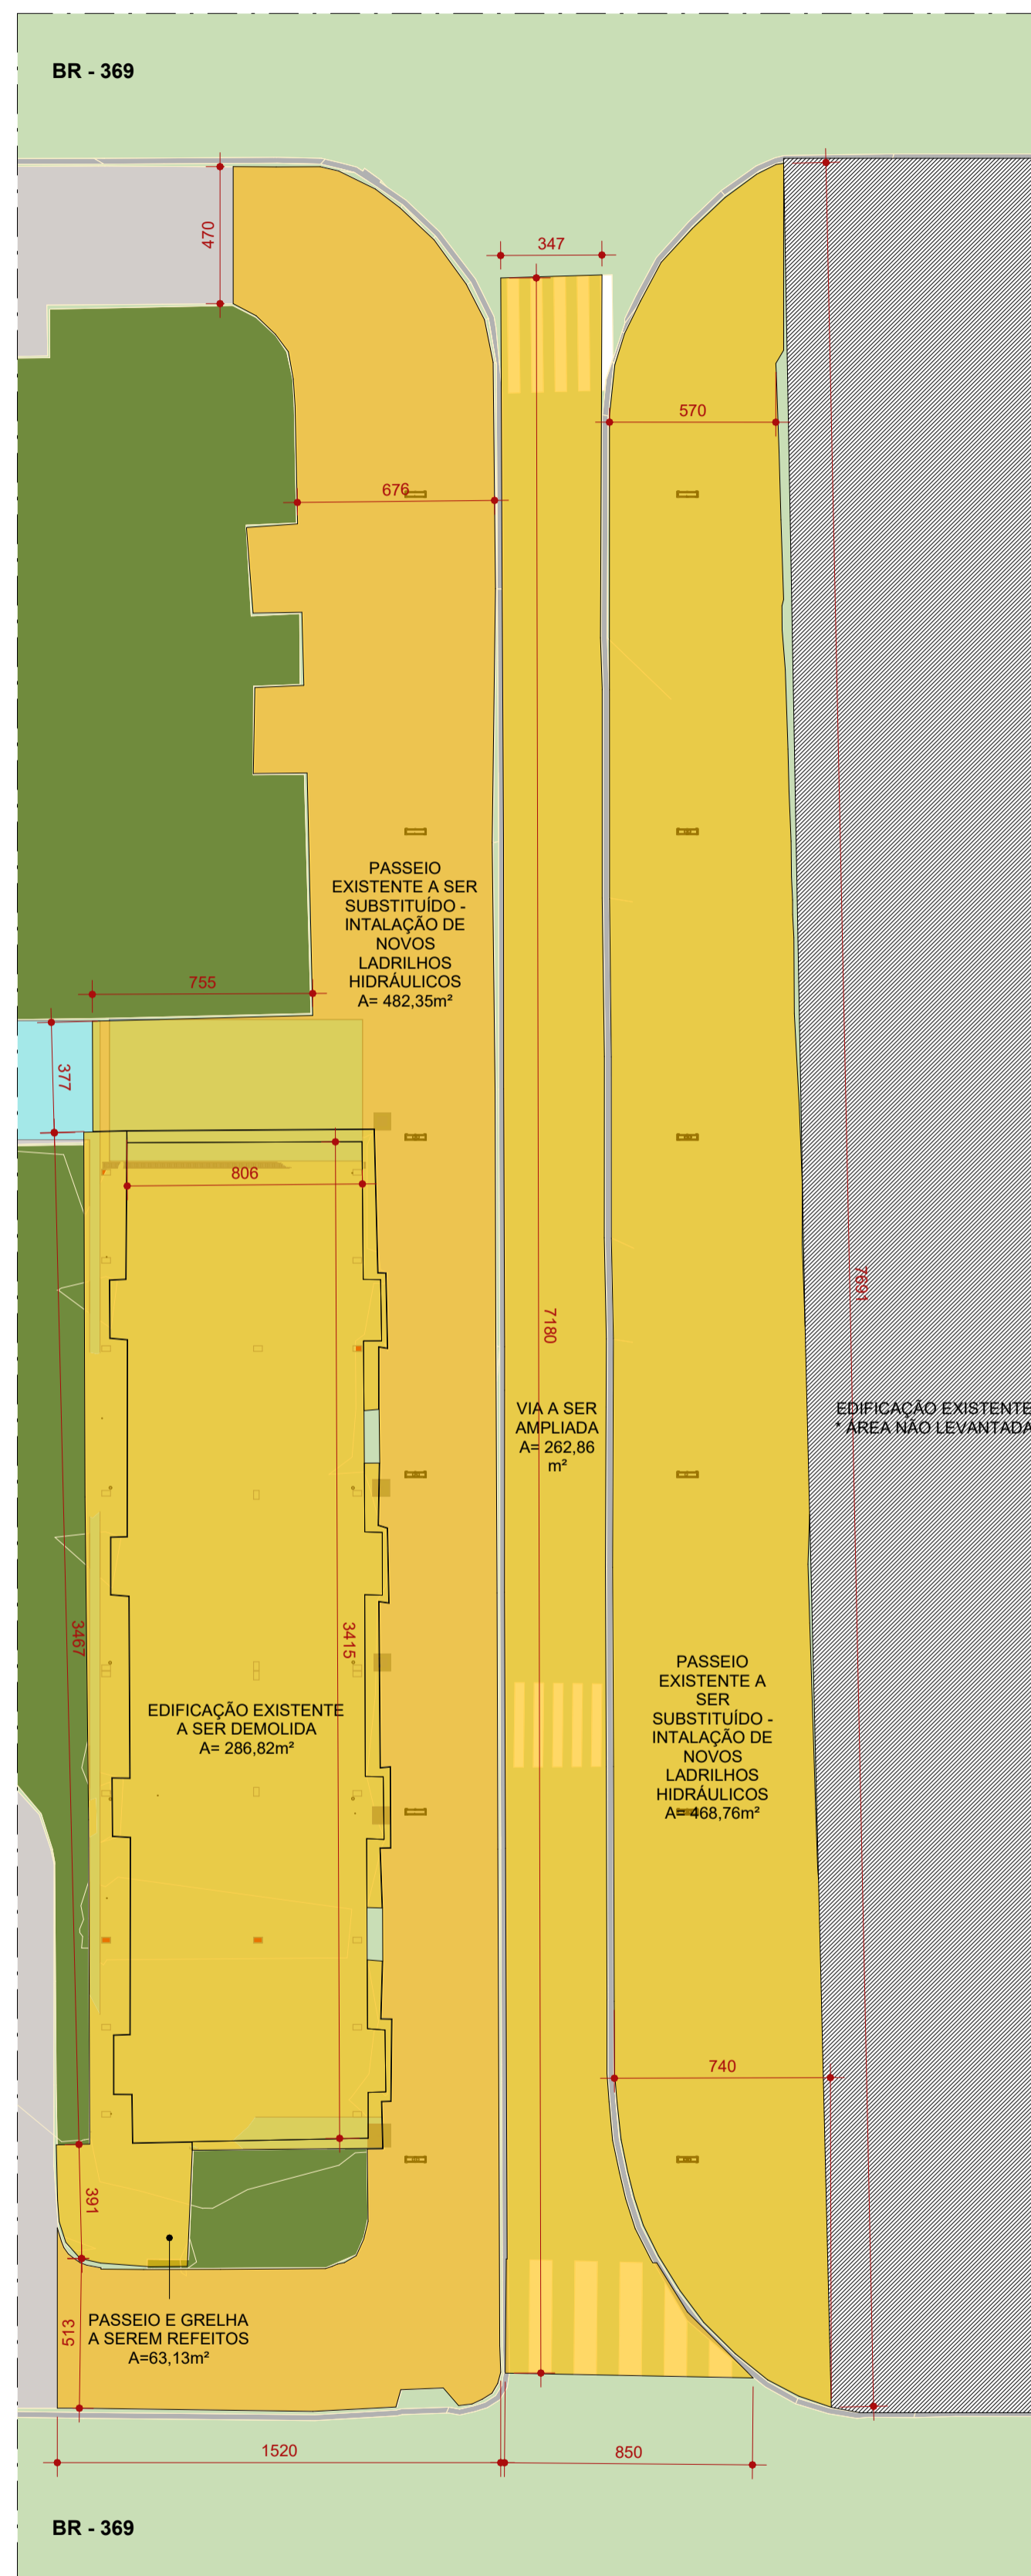 BR - 369
470
347
570
676
PASSEIO
EXISTENTE A SER
SUBSTITUÍDO -
INTALAÇÃO DE
NOVOS
LADRILHOS
HIDRÁULICOS
A= 482,35m²
755
377
806
7691
7180
VIA A SER
AMPLIADA
A= 262,86
m²
EDIFICAÇÃO EXISTENTE
* ÁREA NÃO LEVANTADA
3467
3415
EDIFICAÇÃO EXISTENTE
A SER DEMOLIDA
A= 286,82m²
PASSEIO
EXISTENTE A
SER
SUBSTITUÍDO -
INTALAÇÃO DE
NOVOS
LADRILHOS
HIDRÁULICOS
A= 468,76m²
740
391
513
PASSEIO E GRELHA
A SEREM REFEITOS
A=63,13m²
1520
850
BR - 369